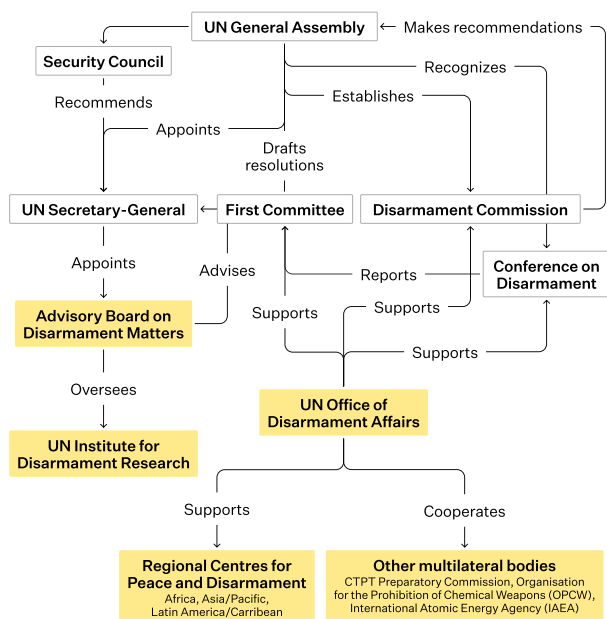 UN General Assembly
Makes recommendations
Security Council
Recognizes
Recommends
Establishes
Appoints
Drafts
resolutions
UN Secretary-General
First Committee
Disarmament Commission
Appoints
Advises
Reports
Conference on
Disarmament
Advisory Board on
Disarmament Matters
Supports
Supports
Supports
Oversees
UN Office of
Disarmament Affairs
UN Institute for
Disarmament Research
Supports
Cooperates
Regional Centres for
Peace and Disarmament
Africa, Asia/Pacific,
Latin America/Carribean
Other multilateral bodies
CTPT Preparatory Commission, Organisation
for the Prohibition of Chemical Weapons (OPCW),
International Atomic Energy Agency (IAEA)